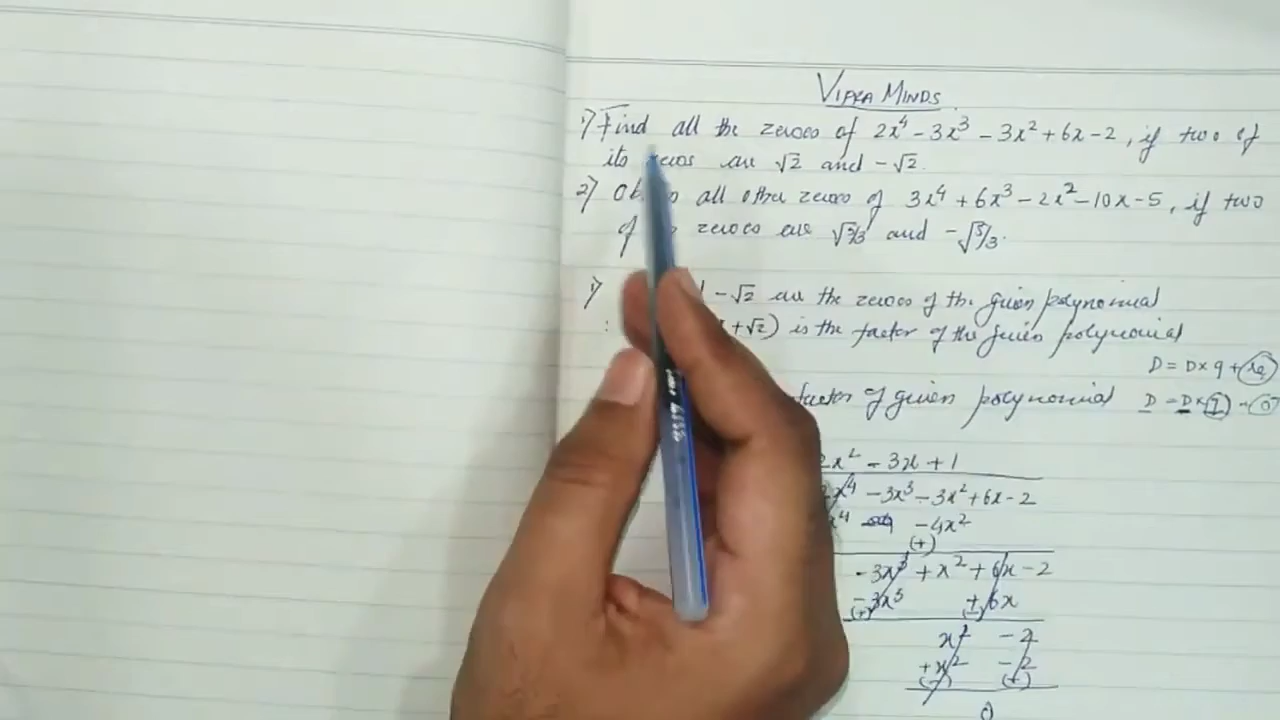 VIPRA MINDS.
1) Find all the zeroes of 2x⁴ - 3x³ - 3x² + 6x - 2, if two of
its zeros are √2 and -√2.
2) all other zeroes of 3x⁴ + 6x³ - 2x² - 10x - 5, if two
of zeroes are √5/3 and -√5/3.
1) -√2 are the zeroes of the given polynomial
+√2) is the factor of the given polynomial
D = D x q +
factor of given polynomial D = D x q
2x² - 3x + 1
2x⁴ - 3x³ - 3x² + 6x - 2
x⁴ - 4x²
(+)
-3x³ + x² + 6x - 2
-3x³ + 6x
(+) (-)
x² - 2
+x² - 2
(-) (+)
0